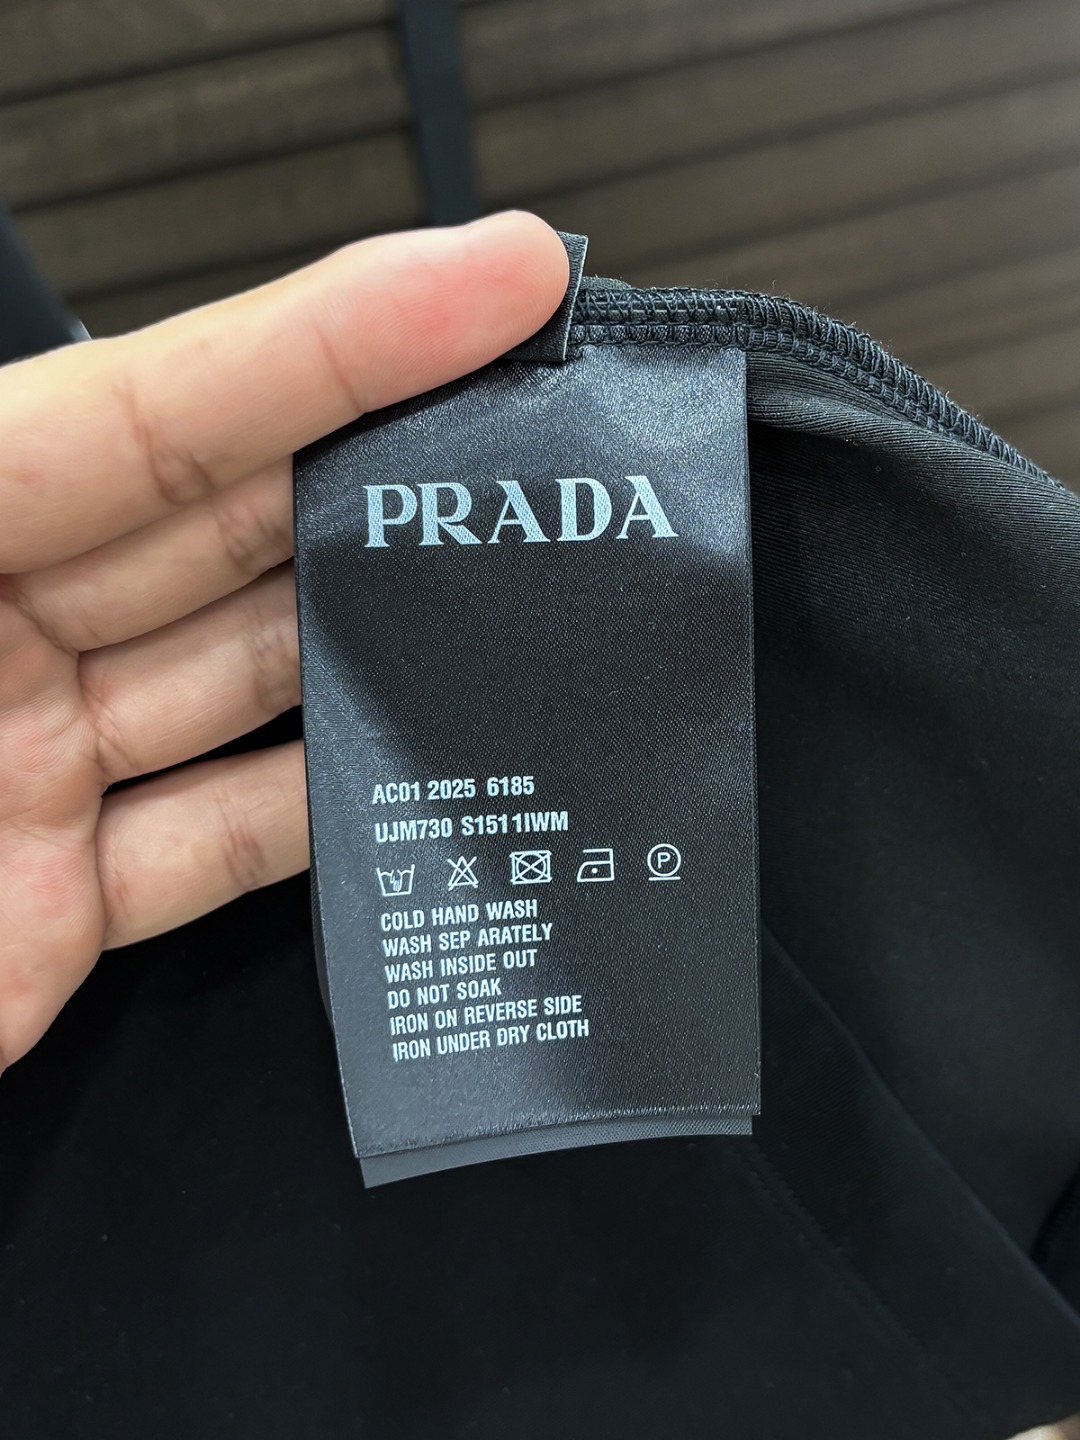 PRADA
AC01 2025 6185
UJM730 S1511IWM
P
COLD HAND WASH
WASH SEP ARATELY
WASH INSIDE OUT
DO NOT SOAK
IRON ON REVERSE SIDE
IRON UNDER DRY CLOTH